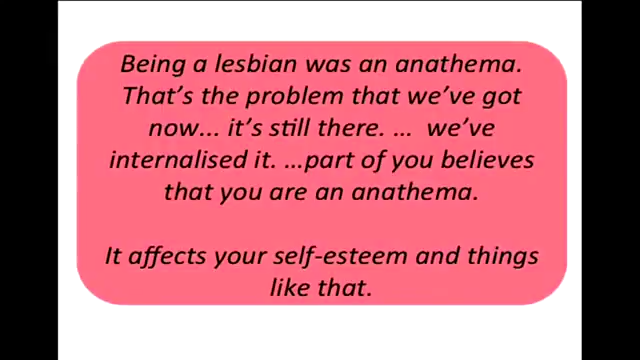 Being a lesbian was an anathema.
That's the problem that we've got
now... it's still there. ... we've
internalised it. ...part of you believes
that you are an anathema.
It affects your self-esteem and things
like that.